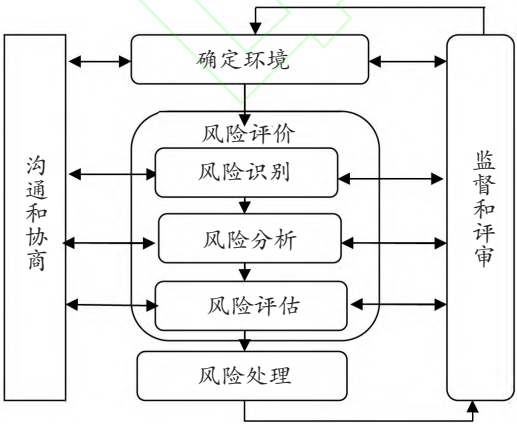 确定环境
风险评价
风险识别
风险分析
风险评估
风险处理
沟通和协商
监督和评审